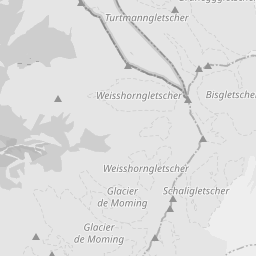 Turtmanngletscher
Weisshorngletscher
Bisgletscher
Weisshorngletscher
Glacier
de Moming
Schaligletscher
Glacier
de Moming